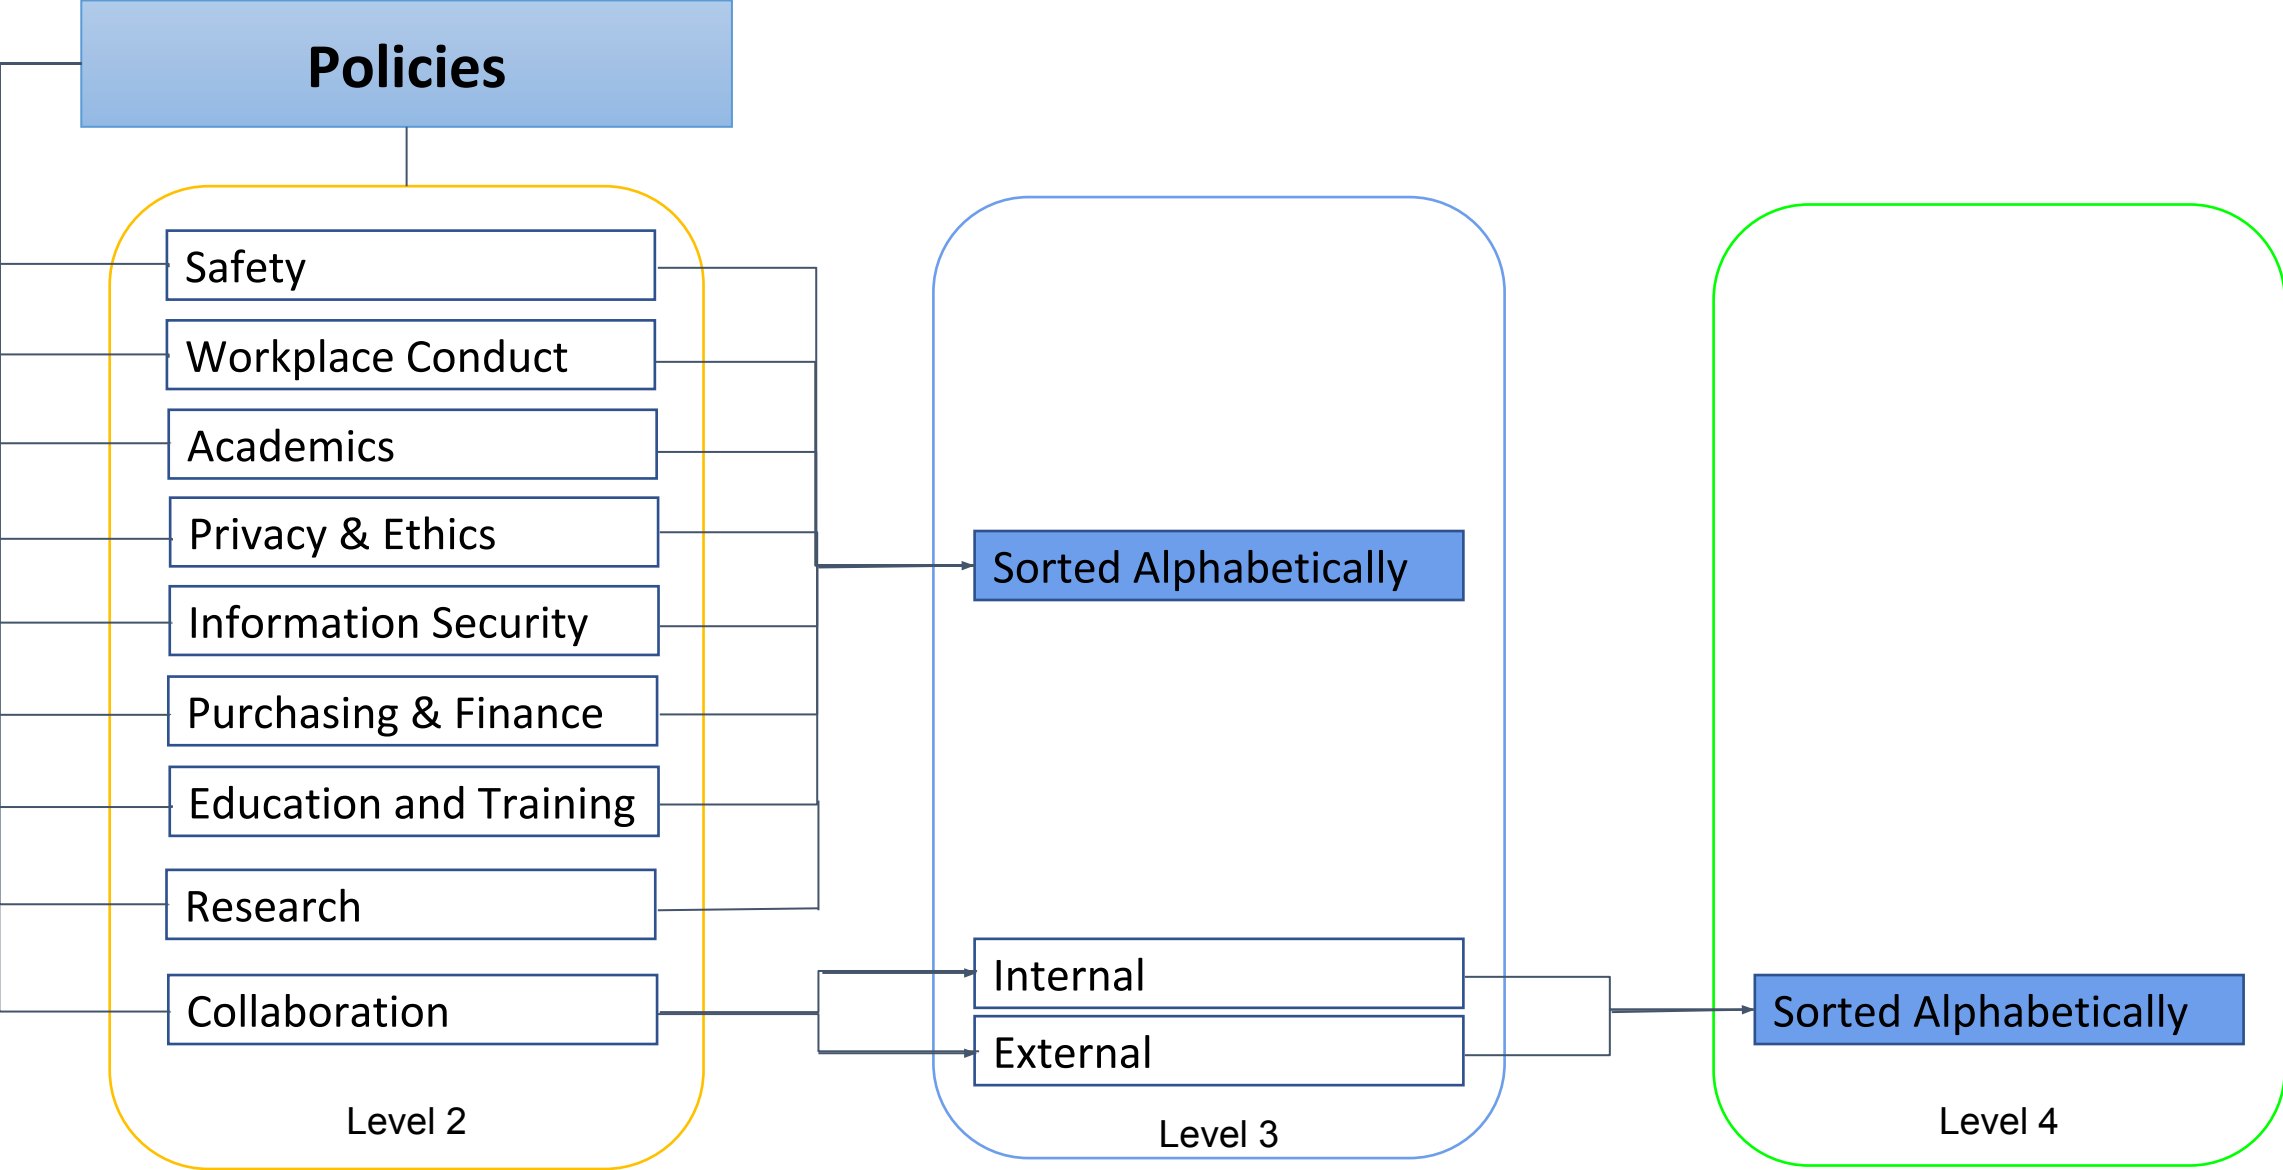 Policies
Safety
Workplace Conduct
Academics
Privacy & Ethics
Information Security
Purchasing & Finance
Education and Training
Research
Collaboration
Level 2
Sorted Alphabetically
Internal
External
Level 3
Sorted Alphabetically
Level 4